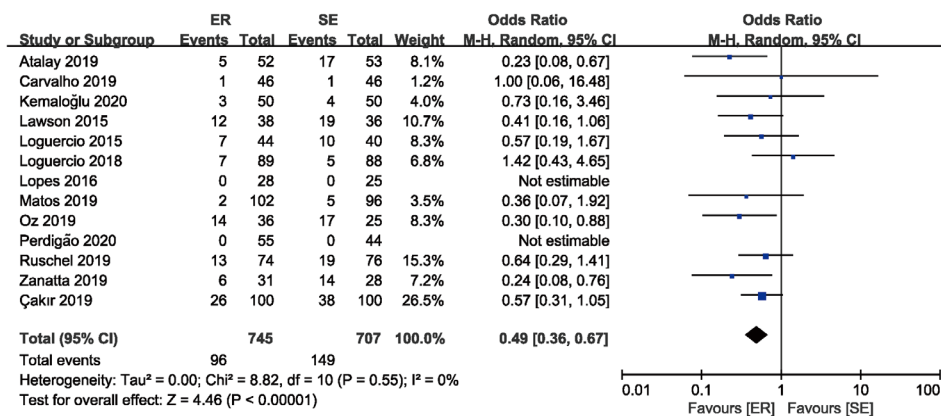 ER SE Odds Ratio Odds Ratio
Study or Subgroup Events Total Events Total Weight M-H. Random. 95% CI M-H. Random. 95% CI
Atalay 2019 5 52 17 53 8.1% 0.23 [0.08, 0.67]
Carvalho 2019 1 46 1 46 1.2% 1.00 [0.06, 16.48]
Kemaloğlu 2020 3 50 4 50 4.0% 0.73 [0.16, 3.46]
Lawson 2015 12 38 19 36 10.7% 0.41 [0.16, 1.06]
Loguercio 2015 7 44 10 40 8.3% 0.57 [0.19, 1.67]
Loguercio 2018 7 89 5 88 6.8% 1.42 [0.43, 4.65]
Lopes 2016 0 28 0 25 Not estimable
Matos 2019 2 102 5 96 3.5% 0.36 [0.07, 1.92]
Oz 2019 14 36 17 25 8.3% 0.30 [0.10, 0.88]
Perdigão 2020 0 55 0 44 Not estimable
Ruschel 2019 13 74 19 76 15.3% 0.64 [0.29, 1.41]
Zanatta 2019 6 31 14 28 7.2% 0.24 [0.08, 0.76]
Çakır 2019 26 100 38 100 26.5% 0.57 [0.31, 1.05]
Total (95% CI) 745 707 100.0% 0.49 [0.36, 0.67]
Total events 96 149
Heterogeneity: Tau² = 0.00; Chi² = 8.82, df = 10 (P = 0.55); I² = 0%
Test for overall effect: Z = 4.46 (P < 0.00001)
0.01 0.1 1 10 100
Favours [ER] Favours [SE]